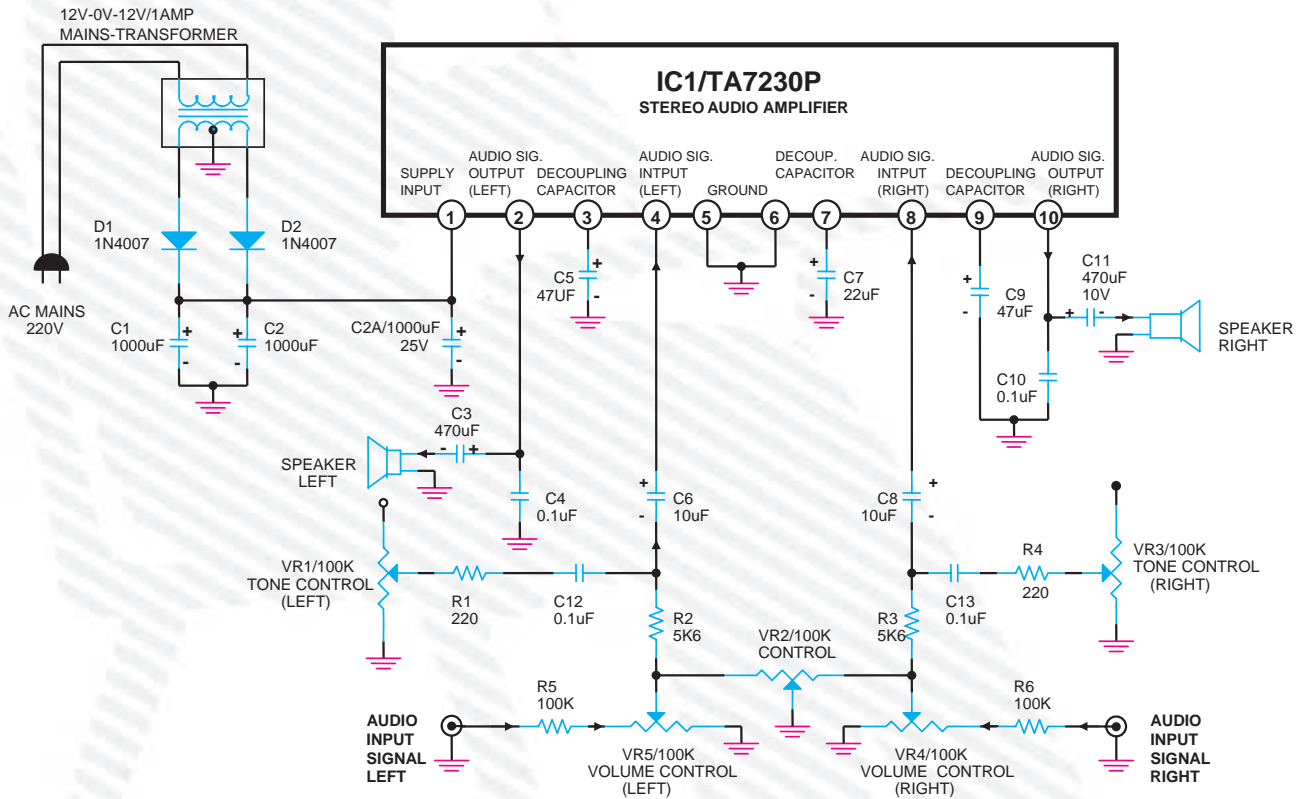 12V-0V-12V/1AMP
MAINS-TRANSFORMER
IC1/TA7230P
STEREO AUDIO AMPLIFIER
SUPPLY
INPUT
AUDIO SIG.
OUTPUT
(LEFT)
DECOUPLING
CAPACITOR
AUDIO SIG.
INTPUT
(LEFT)
GROUND
DECOUP.
CAPACITOR
AUDIO SIG.
INTPUT
(RIGHT)
DECOUPLING
CAPACITOR
AUDIO SIG.
OUTPUT
(RIGHT)
1
2
3
4
5
6
7
8
9
10
D1
1N4007
D2
1N4007
AC MAINS
220V
C1
1000uF
+
-
C2
1000uF
+
-
C2A/1000uF
25V
+
-
C5
47UF
+
-
C7
22uF
+
-
C9
47uF
+
-
C11
470uF
10V
+
-
SPEAKER
RIGHT
C10
0.1uF
C3
470uF
-
+
SPEAKER
LEFT
C4
0.1uF
C6
10uF
+
-
C8
10uF
+
-
VR1/100K
TONE CONTROL
(LEFT)
R1
220
C12
0.1uF
R2
5K6
VR2/100K
CONTROL
R3
5K6
C13
0.1uF
R4
220
VR3/100K
TONE CONTROL
(RIGHT)
AUDIO
INPUT
SIGNAL
LEFT
R5
100K
VR5/100K
VOLUME CONTROL
(LEFT)
VR4/100K
VOLUME CONTROL
(RIGHT)
R6
100K
AUDIO
INPUT
SIGNAL
RIGHT